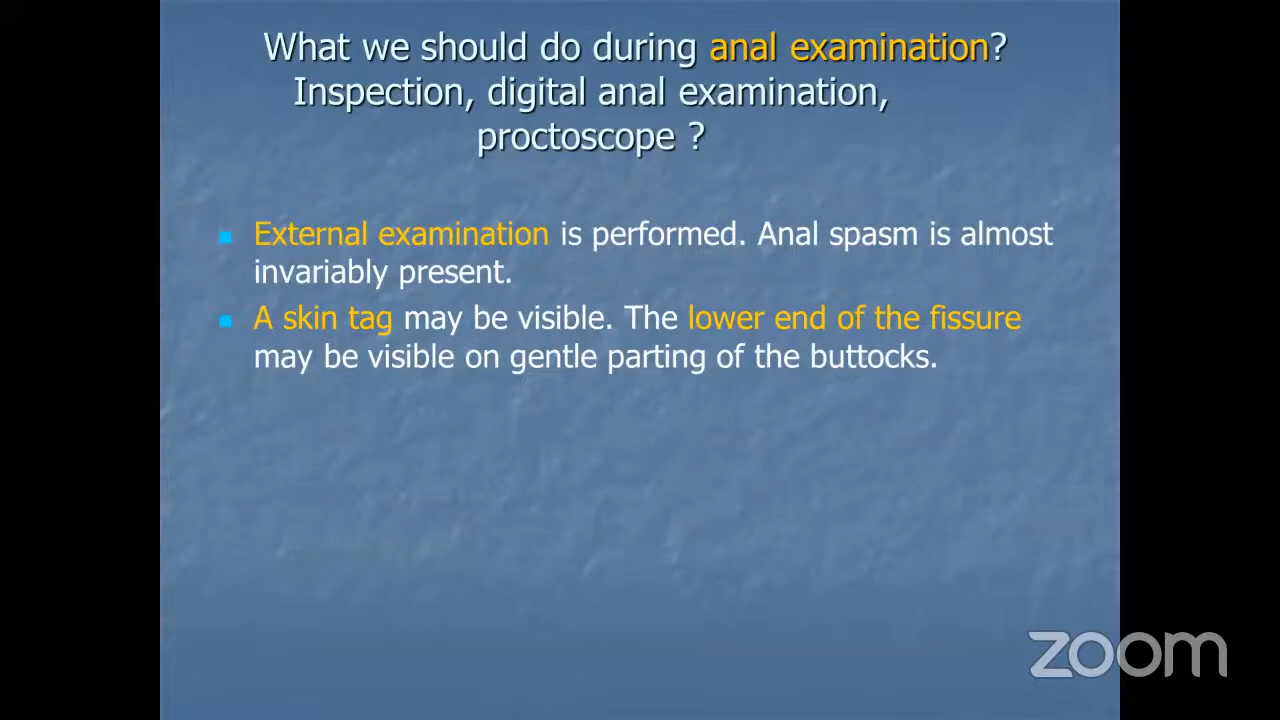 What we should do during anal examination?
Inspection, digital anal examination,
proctoscope ?
External examination is performed. Anal spasm is almost
invariably present.
A skin tag may be visible. The lower end of the fissure
may be visible on gentle parting of the buttocks.
zoom